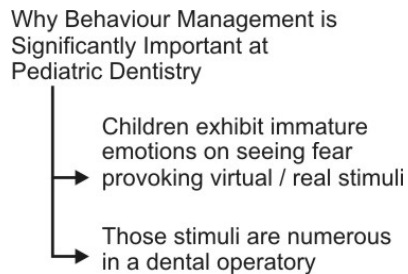 Why Behaviour Management is
Significantly Important at
Pediatric Dentistry
Children exhibit immature
emotions on seeing fear
provoking virtual / real stimuli
Those stimuli are numerous
in a dental operatory